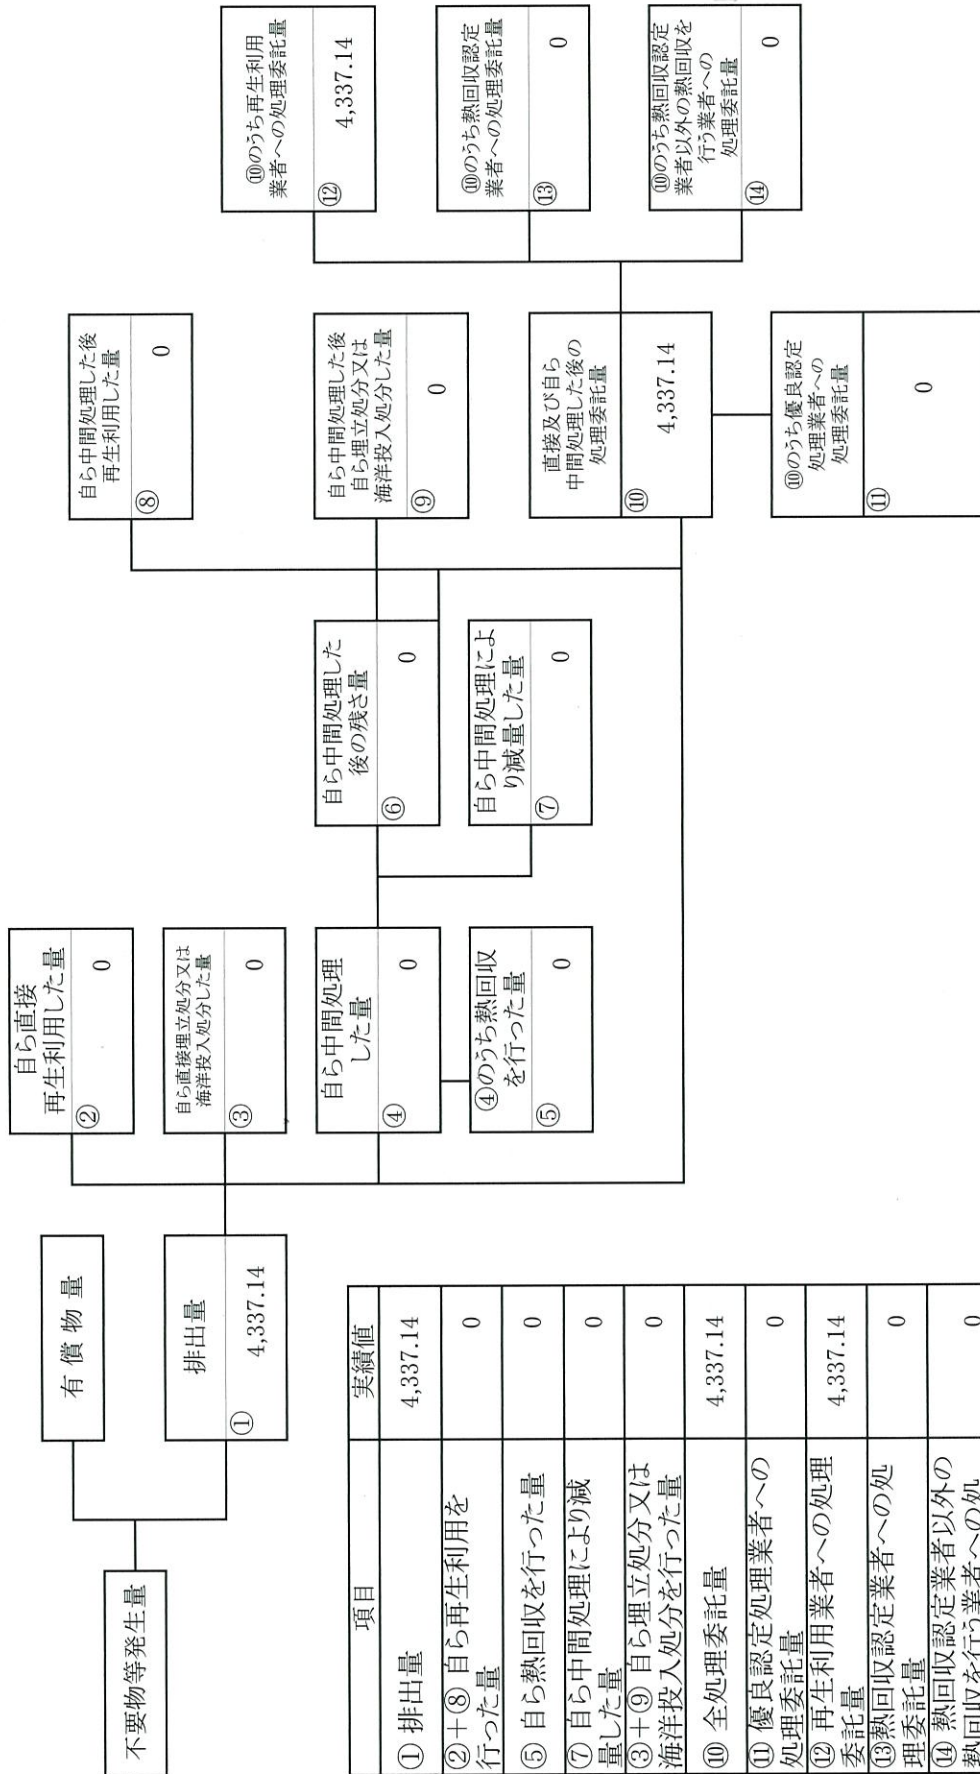 不要物等発生量
有償物量
排出量
①
4,337.14
自ら直接
再生利用した量
②
0
自ら直接埋立処分又は
海洋投入処分した量
③
0
自ら中間処理
した量
④
0
④のうち熱回収
を行った量
⑤
0
自ら中間処理した
後の残さ量
⑥
0
自ら中間処理によ
り減量した量
⑦
0
自ら中間処理した後
再生利用した量
⑧
0
自ら中間処理した後
自ら埋立処分又は
海洋投入処分した量
⑨
0
直接及び自ら
中間処理した後の
処理委託量
⑩
4,337.14
⑩のうち優良認定
処理業者への
処理委託量
⑪
0
⑩のうち再生利用
業者への処理委託量
⑫
4,337.14
⑩のうち熱回収認定
業者への処理委託量
⑬
0
⑩のうち熱回収認定
業者以外の熱回収を
行う業者への
処理委託量
⑭
0
項目 実績値
①排出量 4,337.14
②+⑧ 自ら再生利用を
行った量 0
⑤ 自ら熱回収を行った量 0
⑦ 自ら中間処理により減
量した量 0
③+⑨ 自ら埋立処分又は
海洋投入処分を行った量 0
⑩ 全処理委託量 4,337.14
⑪ 優良認定処理業者への
処理委託量 0
⑫ 再生利用業者への処理
委託量 4,337.14
⑬熱回収認定業者への処
理委託量 0
⑭ 熱回収認定業者以外の
熱回収を行う業者への処 0